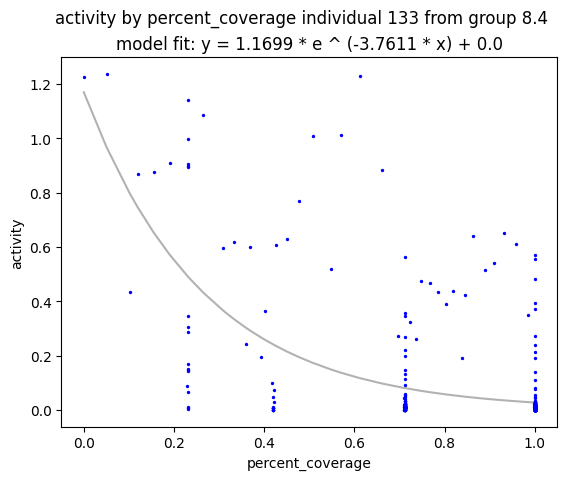 activity by percent_coverage individual 133 from group 8.4
model fit: y = 1.1699 * e ^ (-3.7611 * x) + 0.0
1.2
1.0
0.8
0.6
0.4
0.2
0.0
activity
0.0 0.2 0.4 0.6 0.8 1.0
percent_coverage